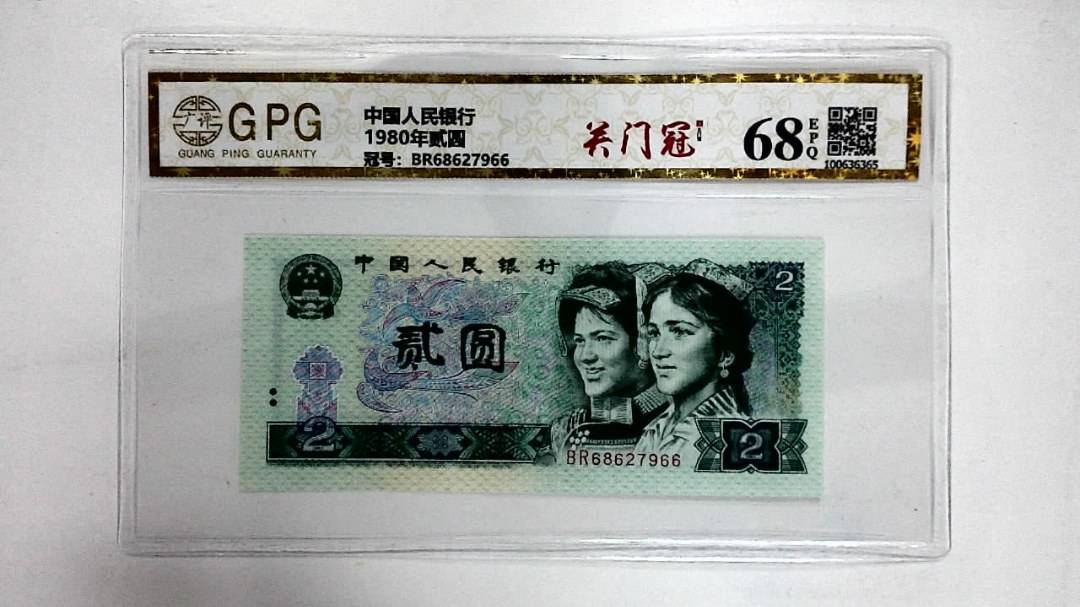 广评
GPG
GUANG PING GUARANTY
中国人民银行
1980年贰圆
冠号：BR68627966
关门冠
68
EPQ
100636365
中国人民银行
2
贰圆
2
BR68627966
2